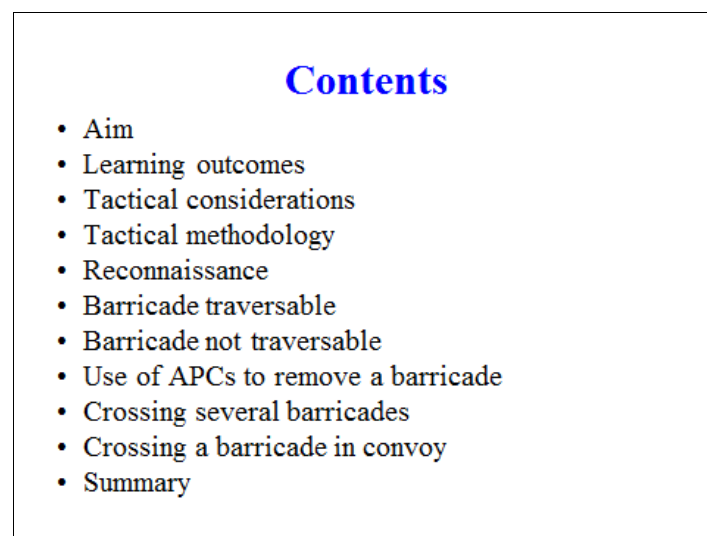 Contents
• Aim
• Learning outcomes
• Tactical considerations
• Tactical methodology
• Reconnaissance
• Barricade traversable
• Barricade not traversable
• Use of APCs to remove a barricade
• Crossing several barricades
• Crossing a barricade in convoy
• Summary